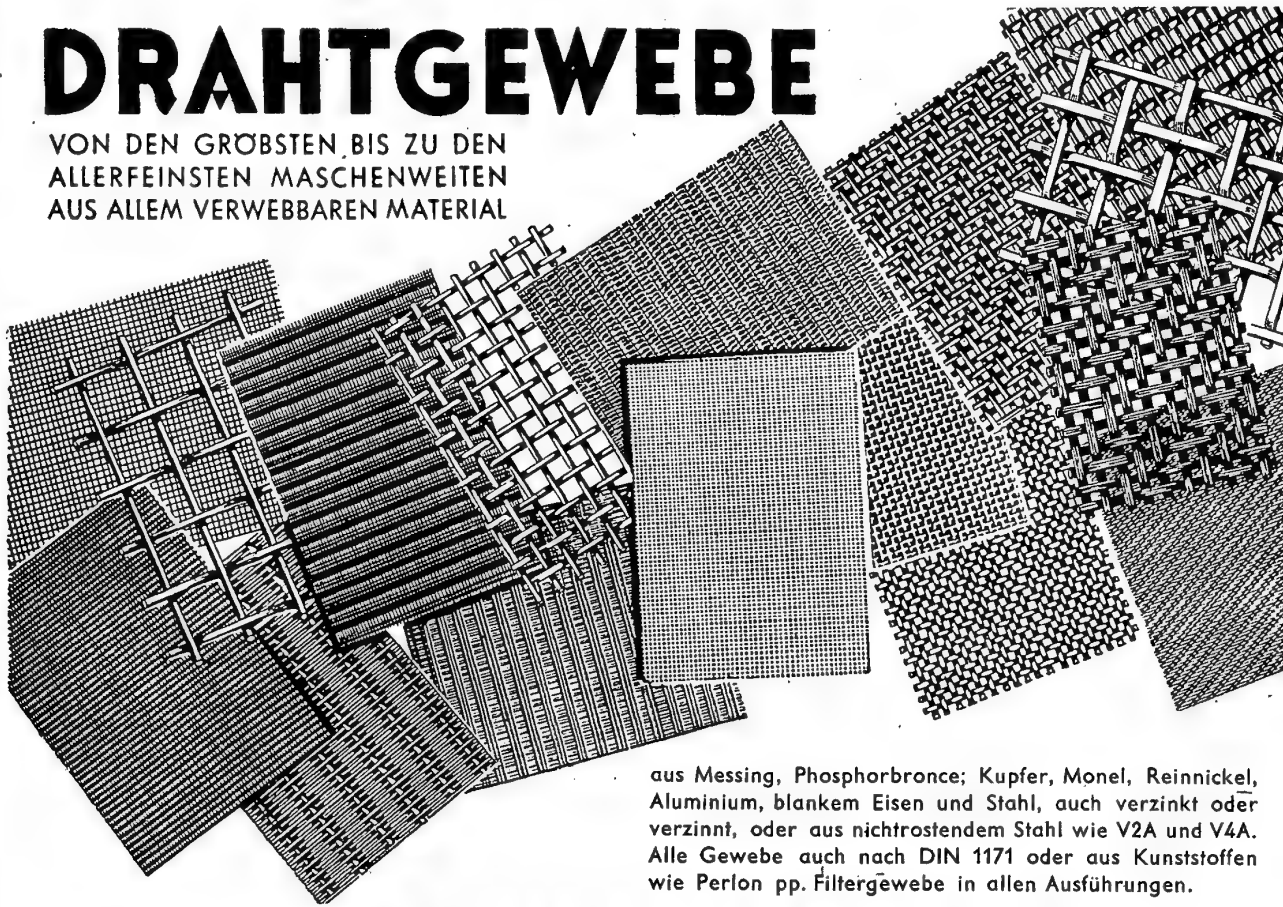 DRAHTGEWEBE
VON DEN GRÖBSTEN BIS ZU DEN
ALLERFEINSTEN MASCHENWEITEN
AUS ALLEM VERWEBBAREN MATERIAL
aus Messing, Phosphorbronce; Kupfer, Monel, Reinnickel,
Aluminium, blankem Eisen und Stahl, auch verzinkt oder
verzinnt, oder aus nichtrostendem Stahl wie V2A und V4A.
Alle Gewebe auch nach DIN 1171 oder aus Kunststoffen
wie Perlon pp. Filtergewebe in allen Ausführungen.